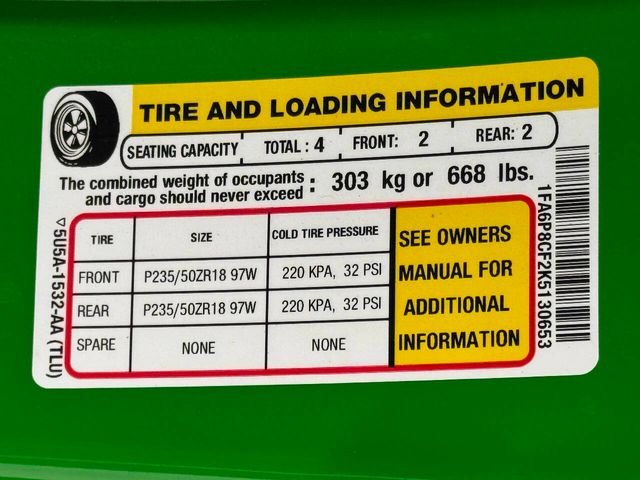 TIRE AND LOADING INFORMATION
SEATING CAPACITY TOTAL : 4 FRONT: 2 REAR: 2
The combined weight of occupants
and cargo should never exceed : 303 kg or 668 lbs.
TIRE SIZE COLD TIRE PRESSURE
FRONT P235/50ZR18 97W 220 KPA, 32 PSI
REAR P235/50ZR18 97W 220 KPA, 32 PSI
SPARE NONE NONE
SEE OWNERS
MANUAL FOR
ADDITIONAL
INFORMATION
5U5A-1532-AA (TLU)
1FA6P8CF2K5130653